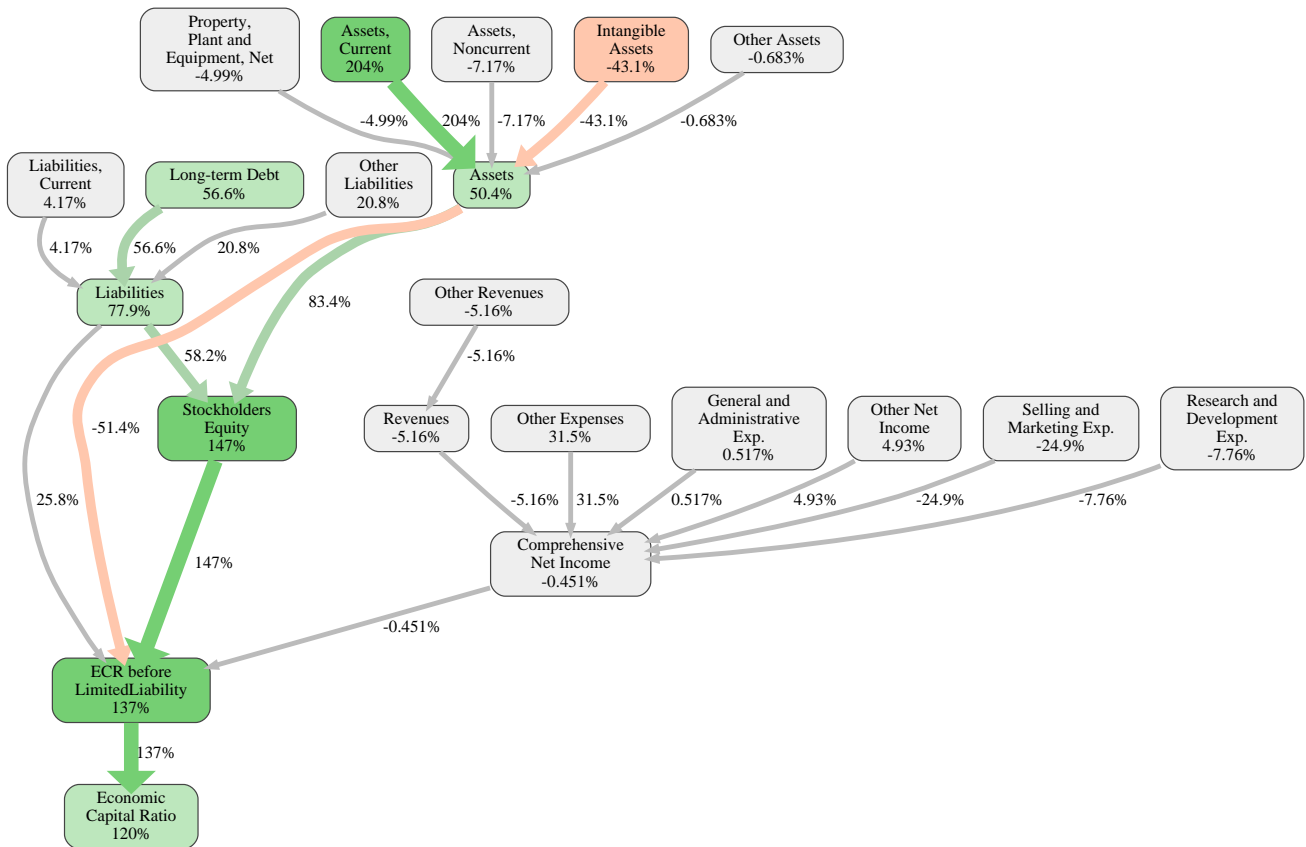 Property,
Plant and
Equipment, Net
-4.99%
Assets,
Current
204%
Assets,
Noncurrent
-7.17%
Intangible
Assets
-43.1%
Other Assets
-0.683%
-4.99%
204%
-7.17%
-43.1%
-0.683%
Liabilities,
Current
4.17%
Long-term Debt
56.6%
Other
Liabilities
20.8%
Assets
50.4%
4.17%
56.6%
20.8%
Liabilities
77.9%
83.4%
Other Revenues
-5.16%
58.2%
-5.16%
-51.4%
Stockholders
Equity
147%
Revenues
-5.16%
Other Expenses
31.5%
General and
Administrative
Exp.
0.517%
Other Net
Income
4.93%
Selling and
Marketing Exp.
-24.9%
Research and
Development
Exp.
-7.76%
25.8%
-5.16%
31.5%
0.517%
4.93%
-24.9%
-7.76%
147%
Comprehensive
Net Income
-0.451%
-0.451%
ECR before
LimitedLiability
137%
137%
Economic
Capital Ratio
120%